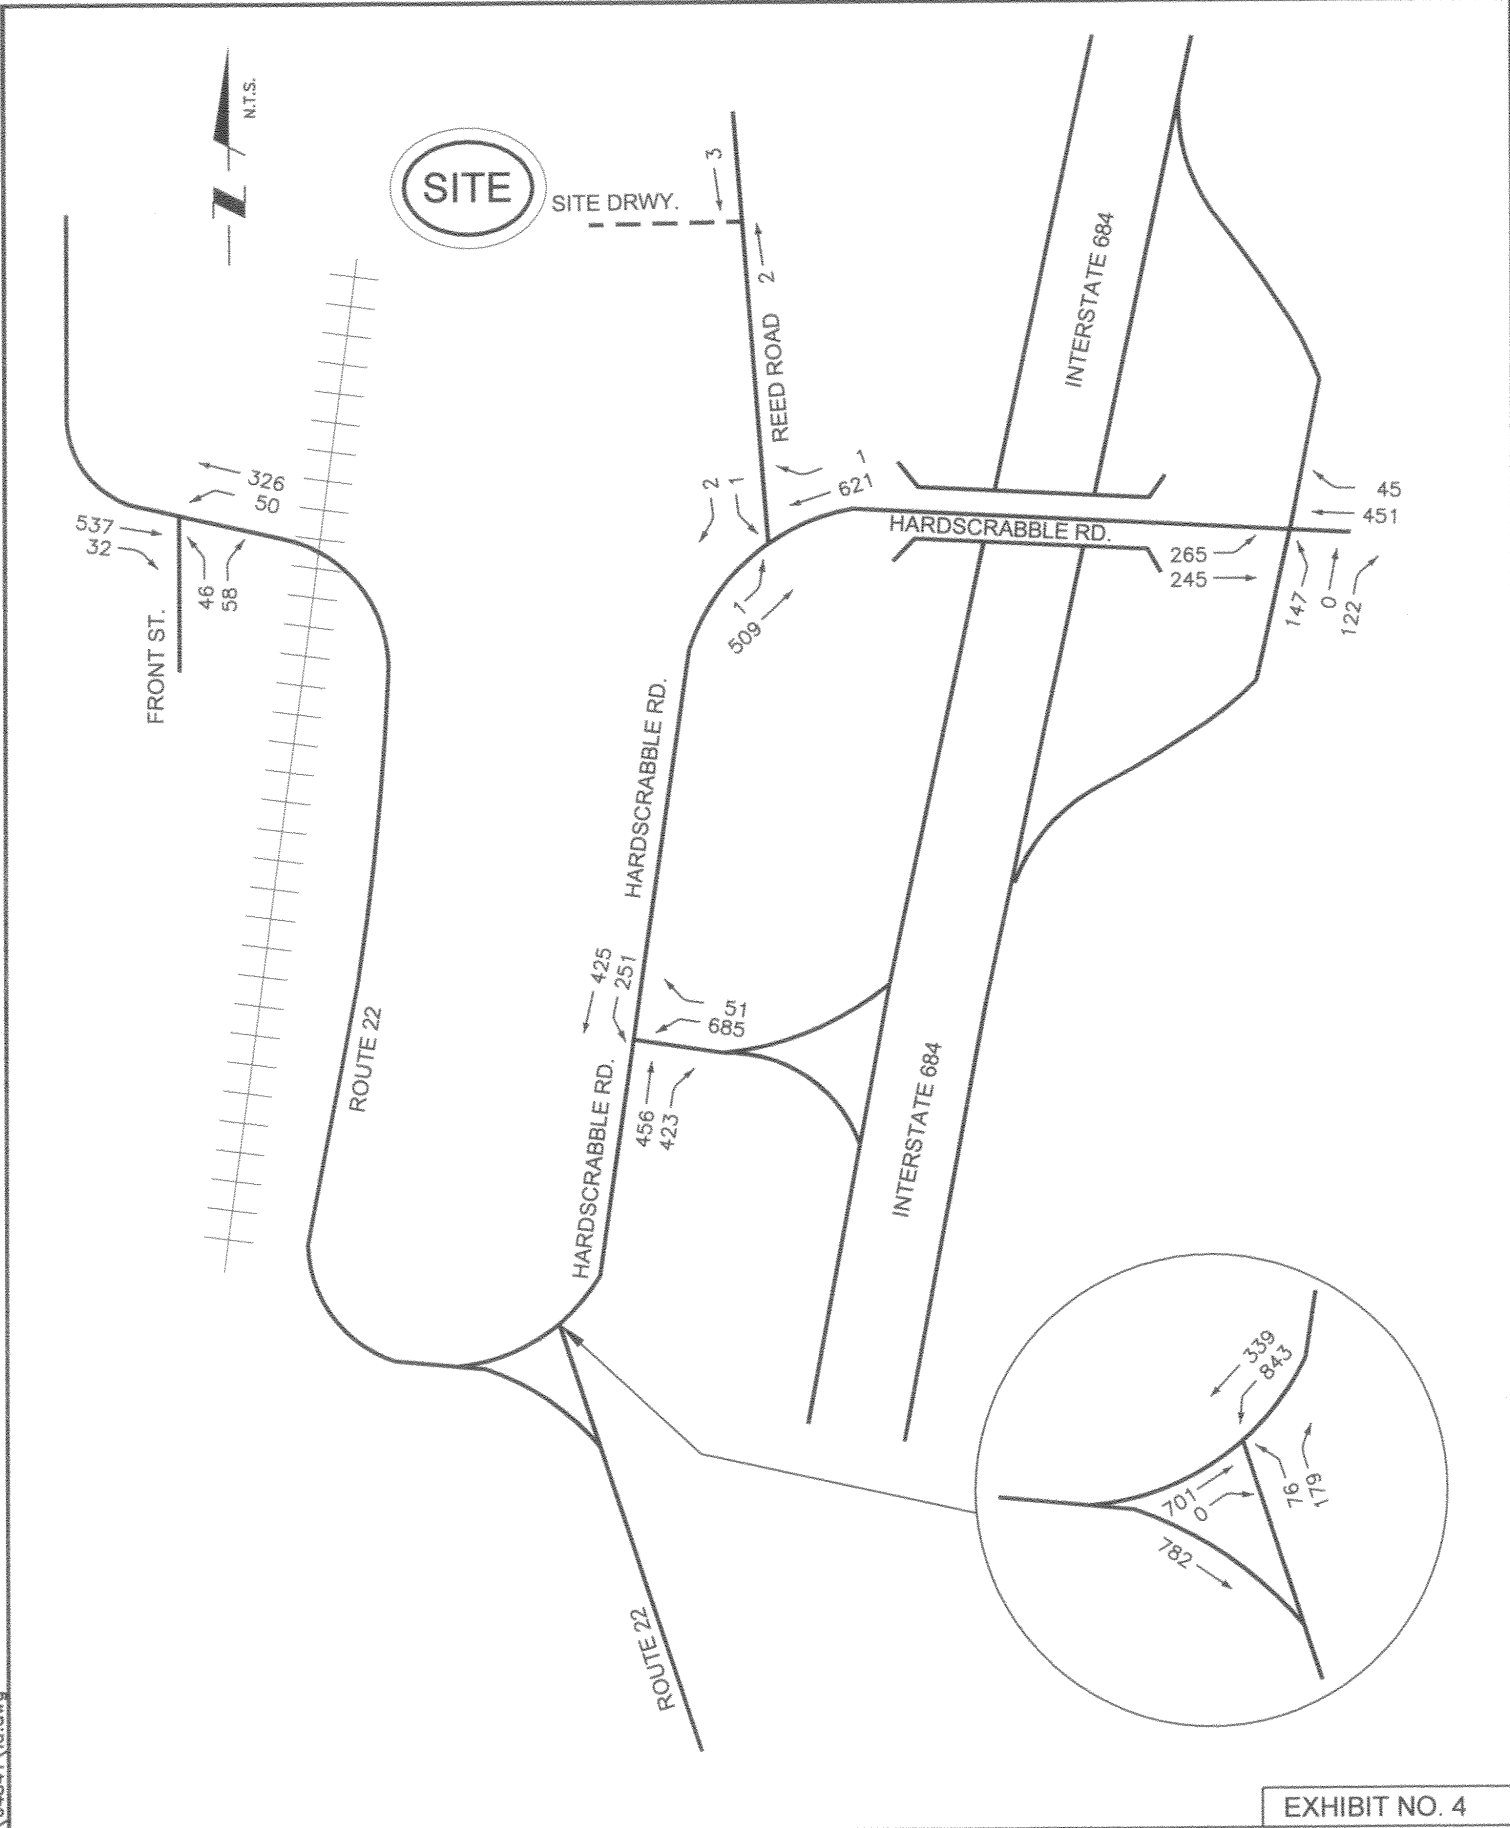 N.T.S.
N
SITE
SITE DRWY.
3
2
REED ROAD
INTERSTATE 684
326
50
537
32
46
58
FRONT ST.
2
1
1
621
1
509
HARDSCRABBLE RD.
45
451
265
245
147
0
122
HARDSCRABBLE RD.
425
251
51
685
456
423
HARDSCRABBLE RD.
ROUTE 22
INTERSTATE 684
339
843
701
0
76
179
782
ROUTE 22
EXHIBIT NO. 4